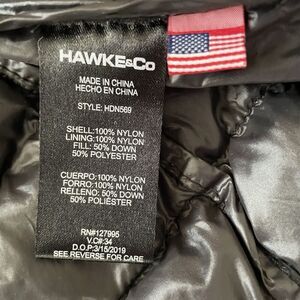 HAWKE&Co
MADE IN CHINA
HECHO EN CHINA
STYLE: HDN569
SHELL:100% NYLON
LINING:100% NYLON
FILL: 50% DOWN
50% POLYESTER
CUERPO:100% NYLON
FORRO:100% NYLON
RELLENO: 50% DOWN
50% POLIÉSTER
RN#127995
V.C#:34
D.O.P:3/15/2019
SEE REVERSE FOR CARE